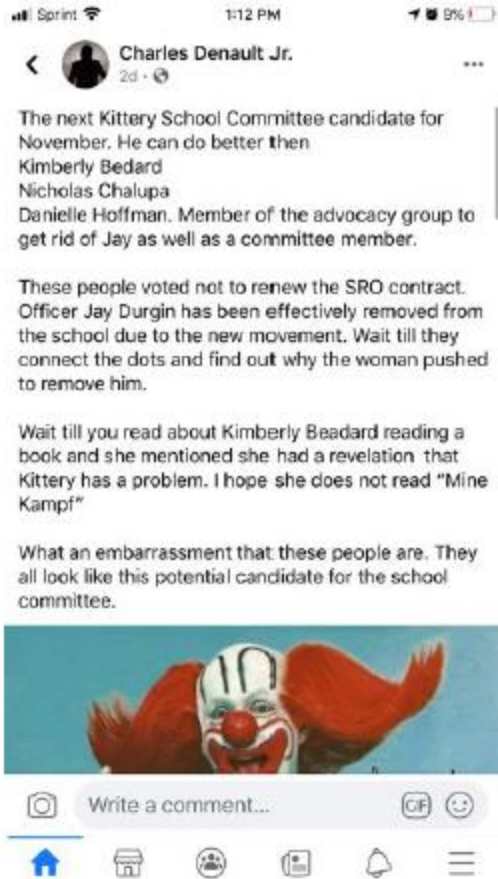 Sprint 1:12 PM 9%
Charles Denault Jr.
2d ·
The next Kittery School Committee candidate for
November. He can do better then
Kimberly Bedard
Nicholas Chalupa
Danielle Hoffman. Member of the advocacy group to
get rid of Jay as well as a committee member.
These people voted not to renew the SRO contract.
Officer Jay Durgin has been effectively removed from
the school due to the new movement. Wait till they
connect the dots and find out why the woman pushed
to remove him.
Wait till you read about Kimberly Beadard reading a
book and she mentioned she had a revelation that
Kittery has a problem. I hope she does not read "Mine
Kampf"
What an embarrassment that these people are. They
all look like this potential candidate for the school
committee.
Write a comment...
GIF